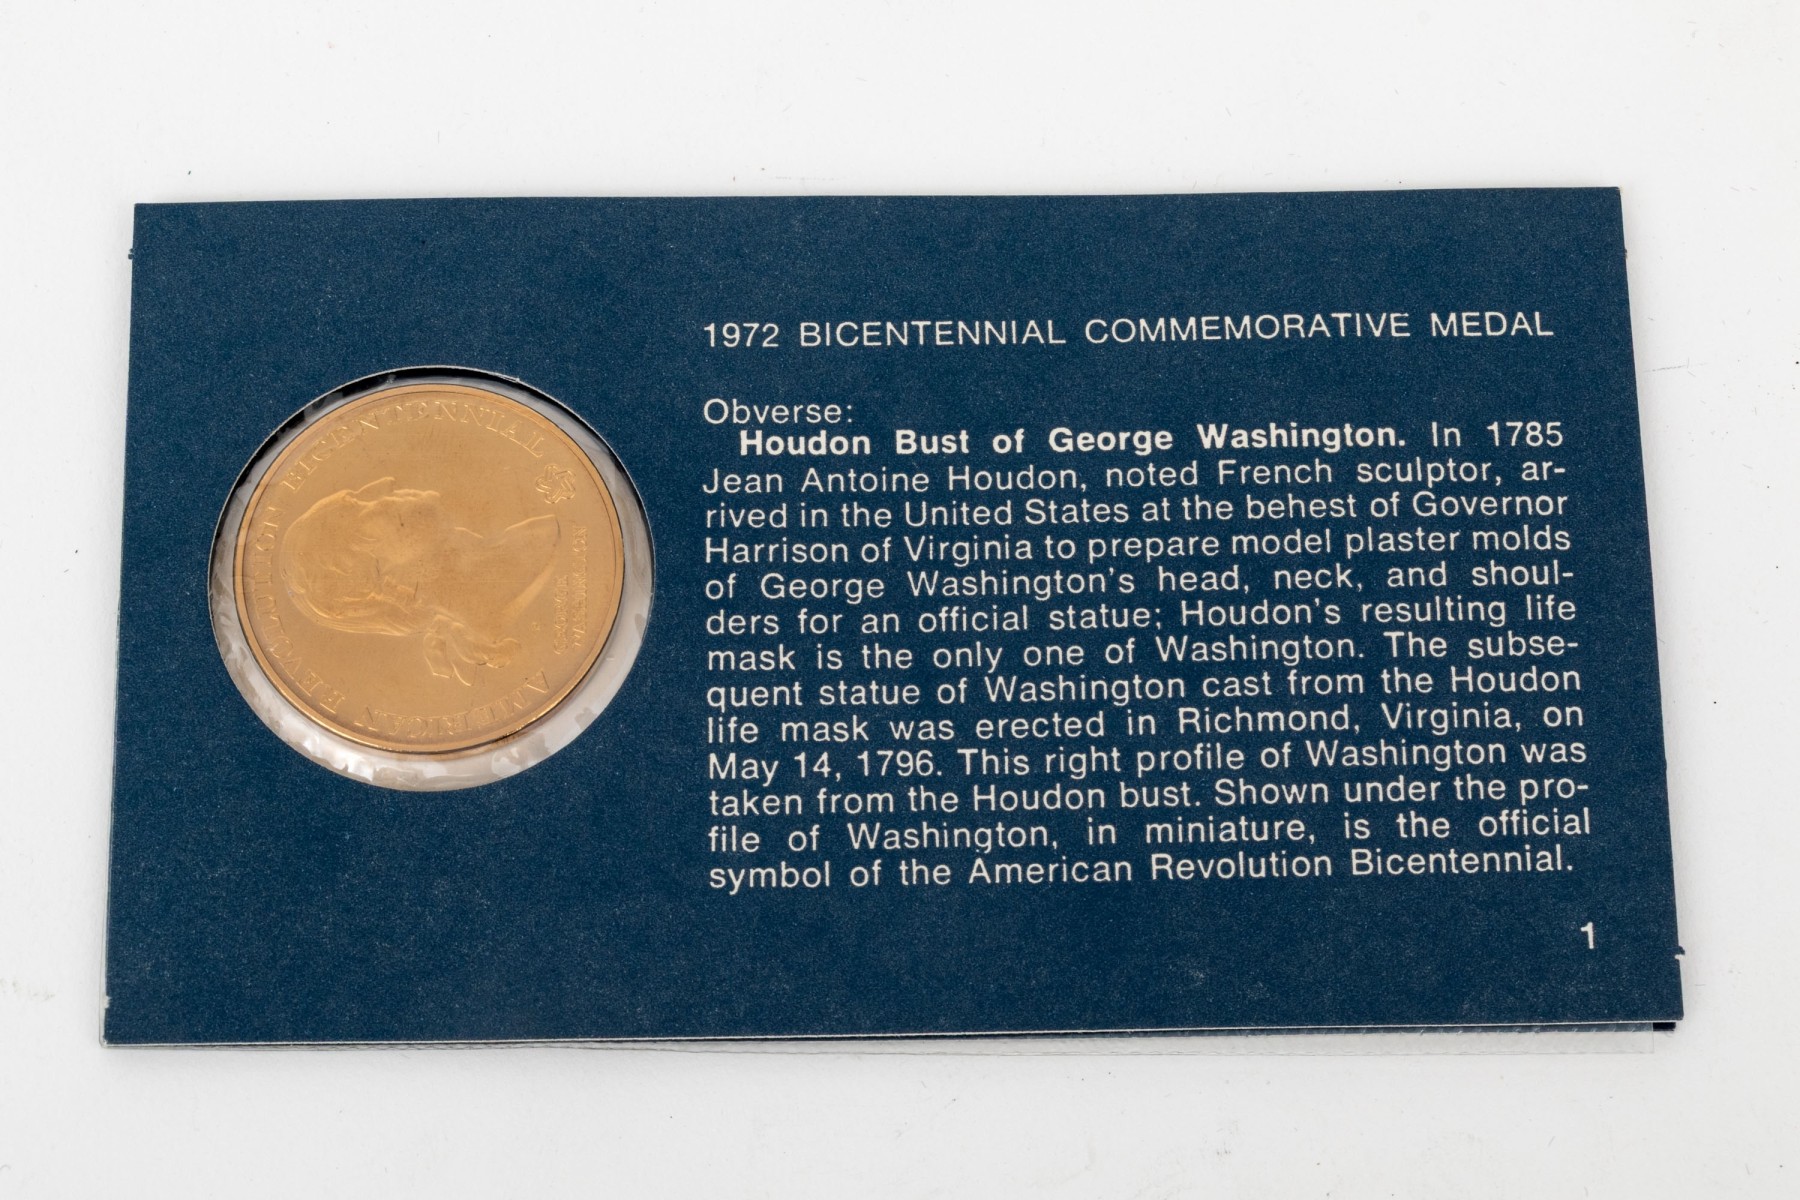 AMERICAN REVOLUTION BICENTENNIAL
GEORGE
WASHINGTON
1972 BICENTENNIAL COMMEMORATIVE MEDAL
Obverse:
Houdon Bust of George Washington. In 1785
Jean Antoine Houdon, noted French sculptor, ar-
rived in the United States at the behest of Governor
Harrison of Virginia to prepare model plaster molds
of George Washington's head, neck, and shoul-
ders for an official statue; Houdon's resulting life
mask is the only one of Washington. The subse-
quent statue of Washington cast from the Houdon
life mask was erected in Richmond, Virginia, on
May 14, 1796. This right profile of Washington was
taken from the Houdon bust. Shown under the pro-
file of Washington, in miniature, is the official
symbol of the American Revolution Bicentennial.
1